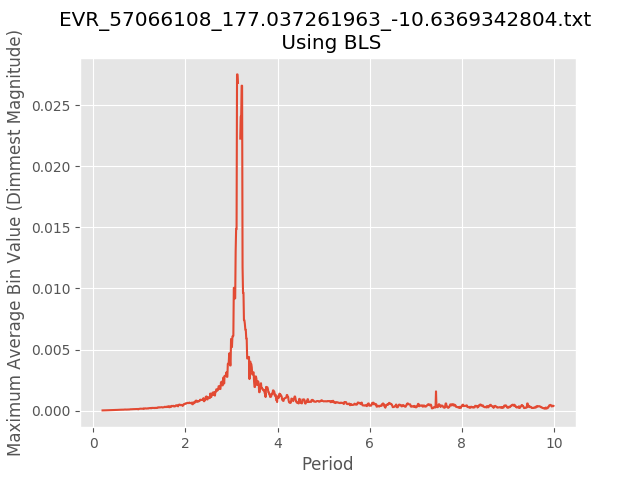 EVR_57066108_177.037261963_-10.6369342804.txt
Using BLS
Maximum Average Bin Value (Dimmest Magnitude)
0.025
0.020
0.015
0.010
0.005
0.000
0 2 4 6 8 10
Period